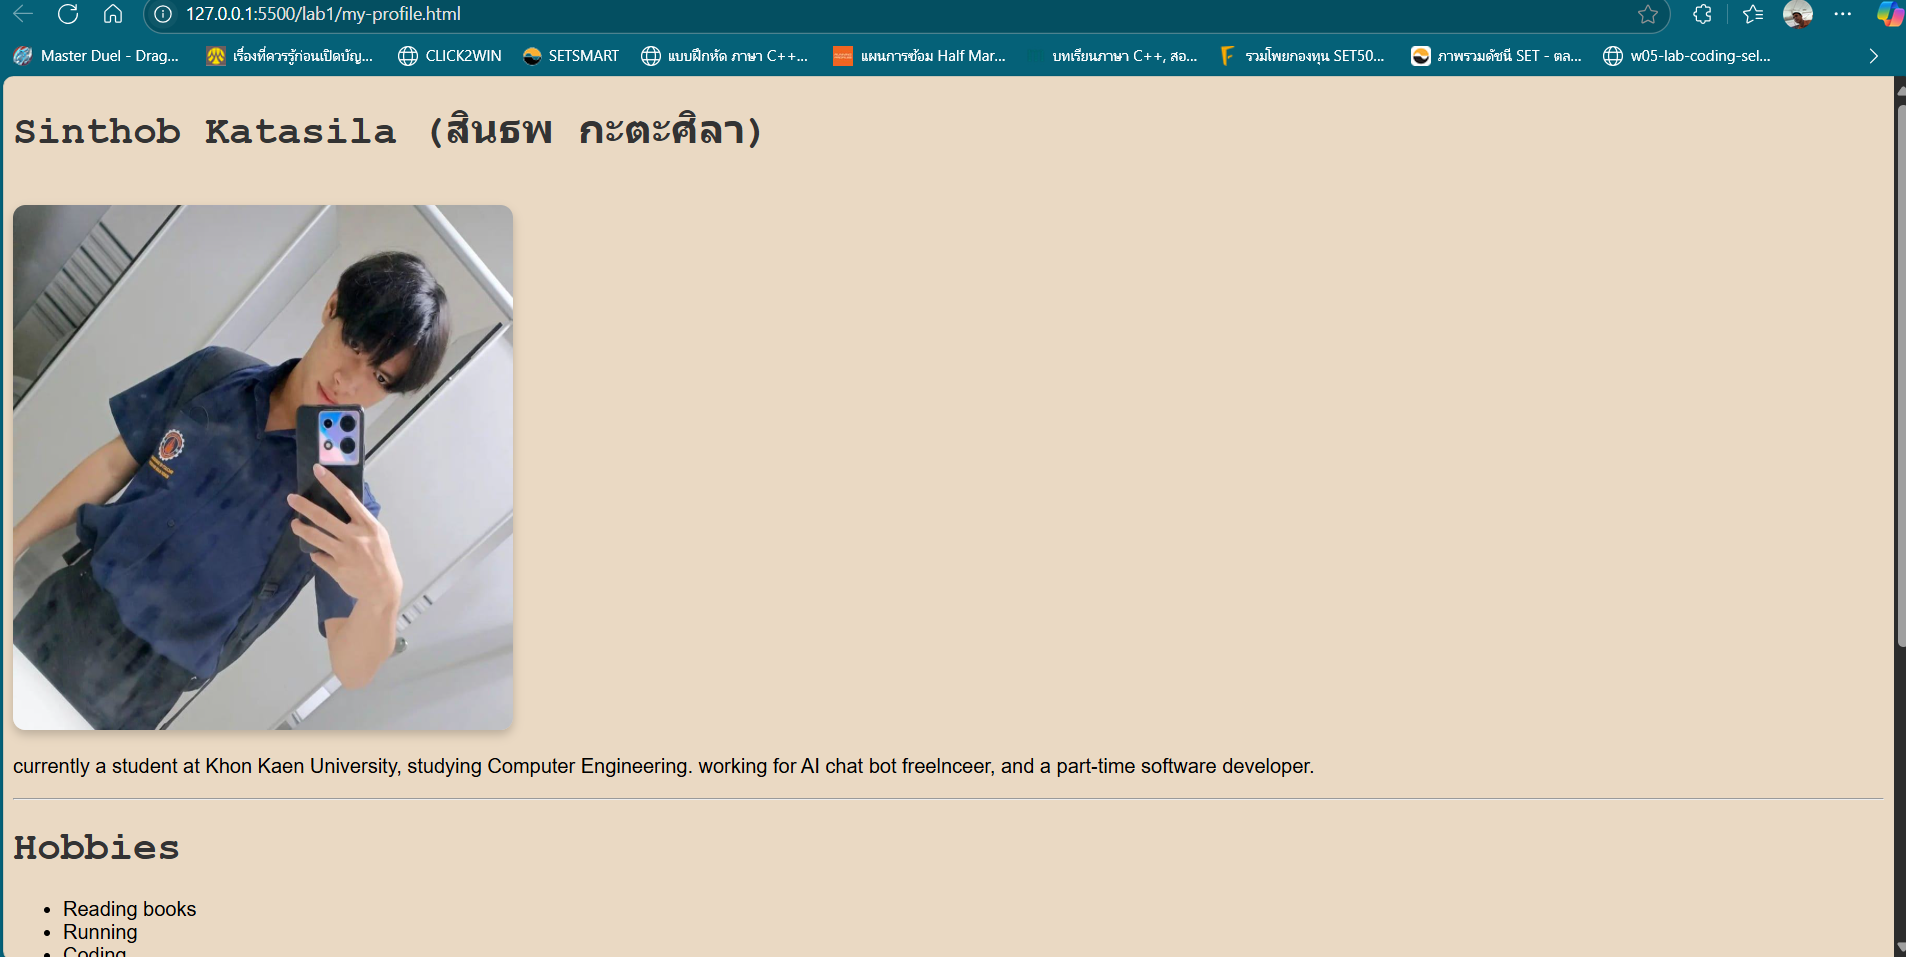 127.0.0.1:5500/lab1/my-profile.html
Master Duel - Drag...
เรื่องที่ควรรู้ก่อนเปิดบัญ...
CLICK2WIN
SETSMART
แบบฝึกหัด ภาษา C++...
แผนการซ้อม Half Mar...
บทเรียนภาษา C++, สอ...
รวมโพยกองทุน SET50...
ภาพรวมดัชนี SET - ตล...
w05-lab-coding-sel...
Sinthob Katasila (สินธพ กะตะศิลา)
currently a student at Khon Kaen University, studying Computer Engineering. working for AI chat bot freelnceer, and a part-time software developer.
Hobbies
Reading books
Running
Coding